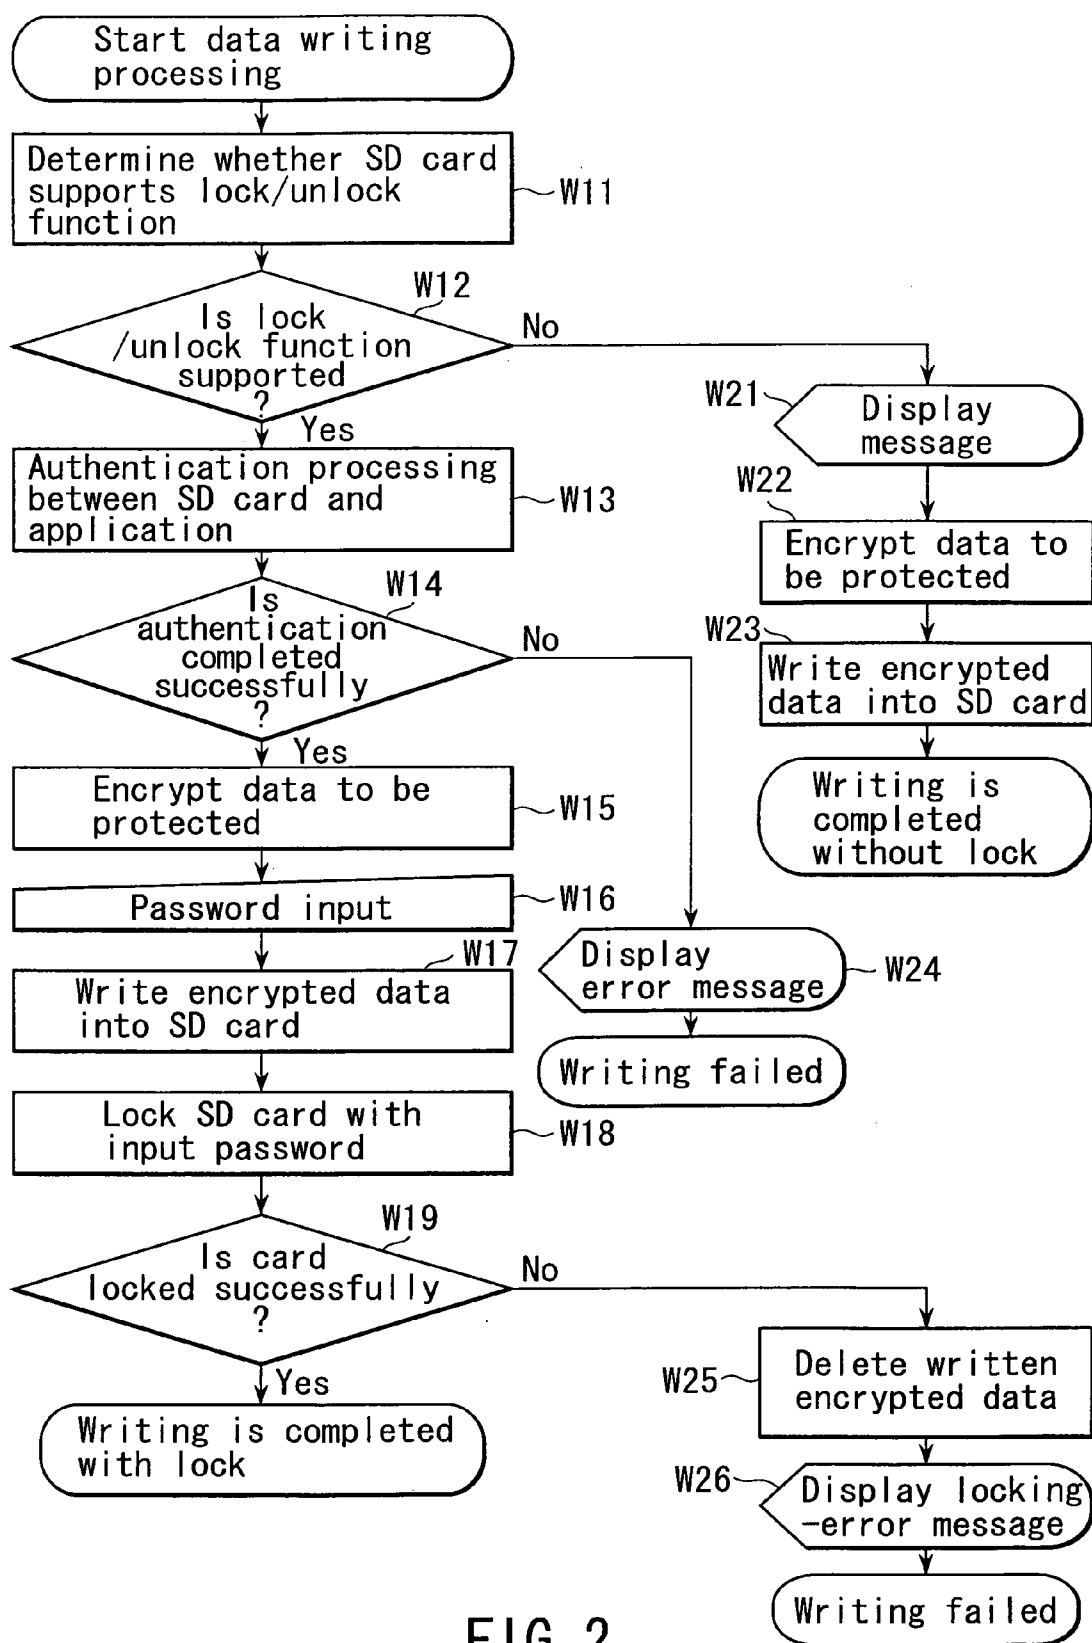 Start data writing
processing
Determine whether SD card
supports lock/unlock
function
W11
W12
Is lock
/unlock function
supported
?
No
Yes
W21
Display
message
Authentication processing
between SD card and
application
W13
W22
Encrypt data to
be protected
W14
Is
authentication
completed
successfully
?
No
Yes
W23
Write encrypted
data into SD card
Writing is
completed
without lock
Encrypt data to be
protected
W15
Password input
W16
W17
Write encrypted data
into SD card
Display
error message
W24
Writing failed
Lock SD card with
input password
W18
W19
Is card
locked successfully
?
No
Yes
Writing is completed
with lock
W25
Delete written
encrypted data
W26
Display locking
-error message
Writing failed
FIG. 2